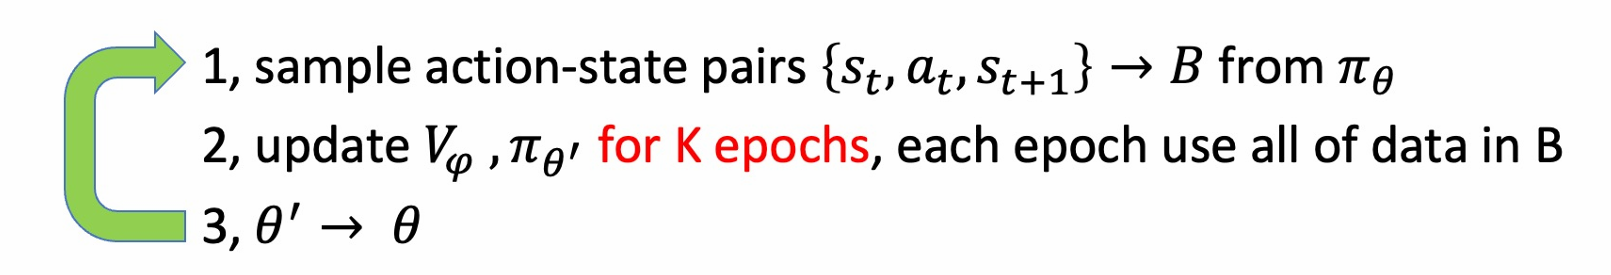 1, sample action-state pairs {s_t, a_t, s_{t+1}} → B from π_θ
2, update V_φ , π_θ′ for K epochs, each epoch use all of data in B
3, θ′ → θ